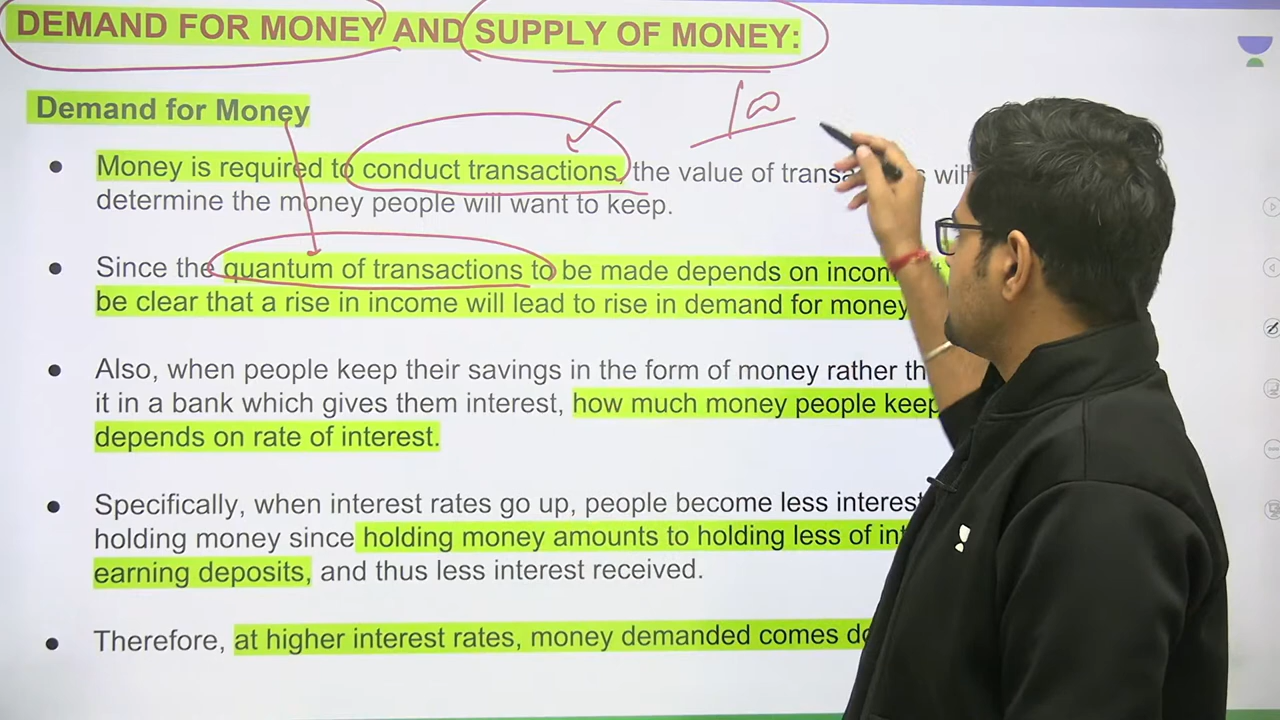 DEMAND FOR MONEY AND SUPPLY OF MONEY:
Demand for Money
10
• Money is required to conduct transactions, the value of transa will
determine the money people will want to keep.
• Since the quantum of transactions to be made depends on incom
be clear that a rise in income will lead to rise in demand for money
• Also, when people keep their savings in the form of money rather th
it in a bank which gives them interest, how much money people keep
depends on rate of interest.
• Specifically, when interest rates go up, people become less interes
holding money since holding money amounts to holding less of int
earning deposits, and thus less interest received.
• Therefore, at higher interest rates, money demanded comes do